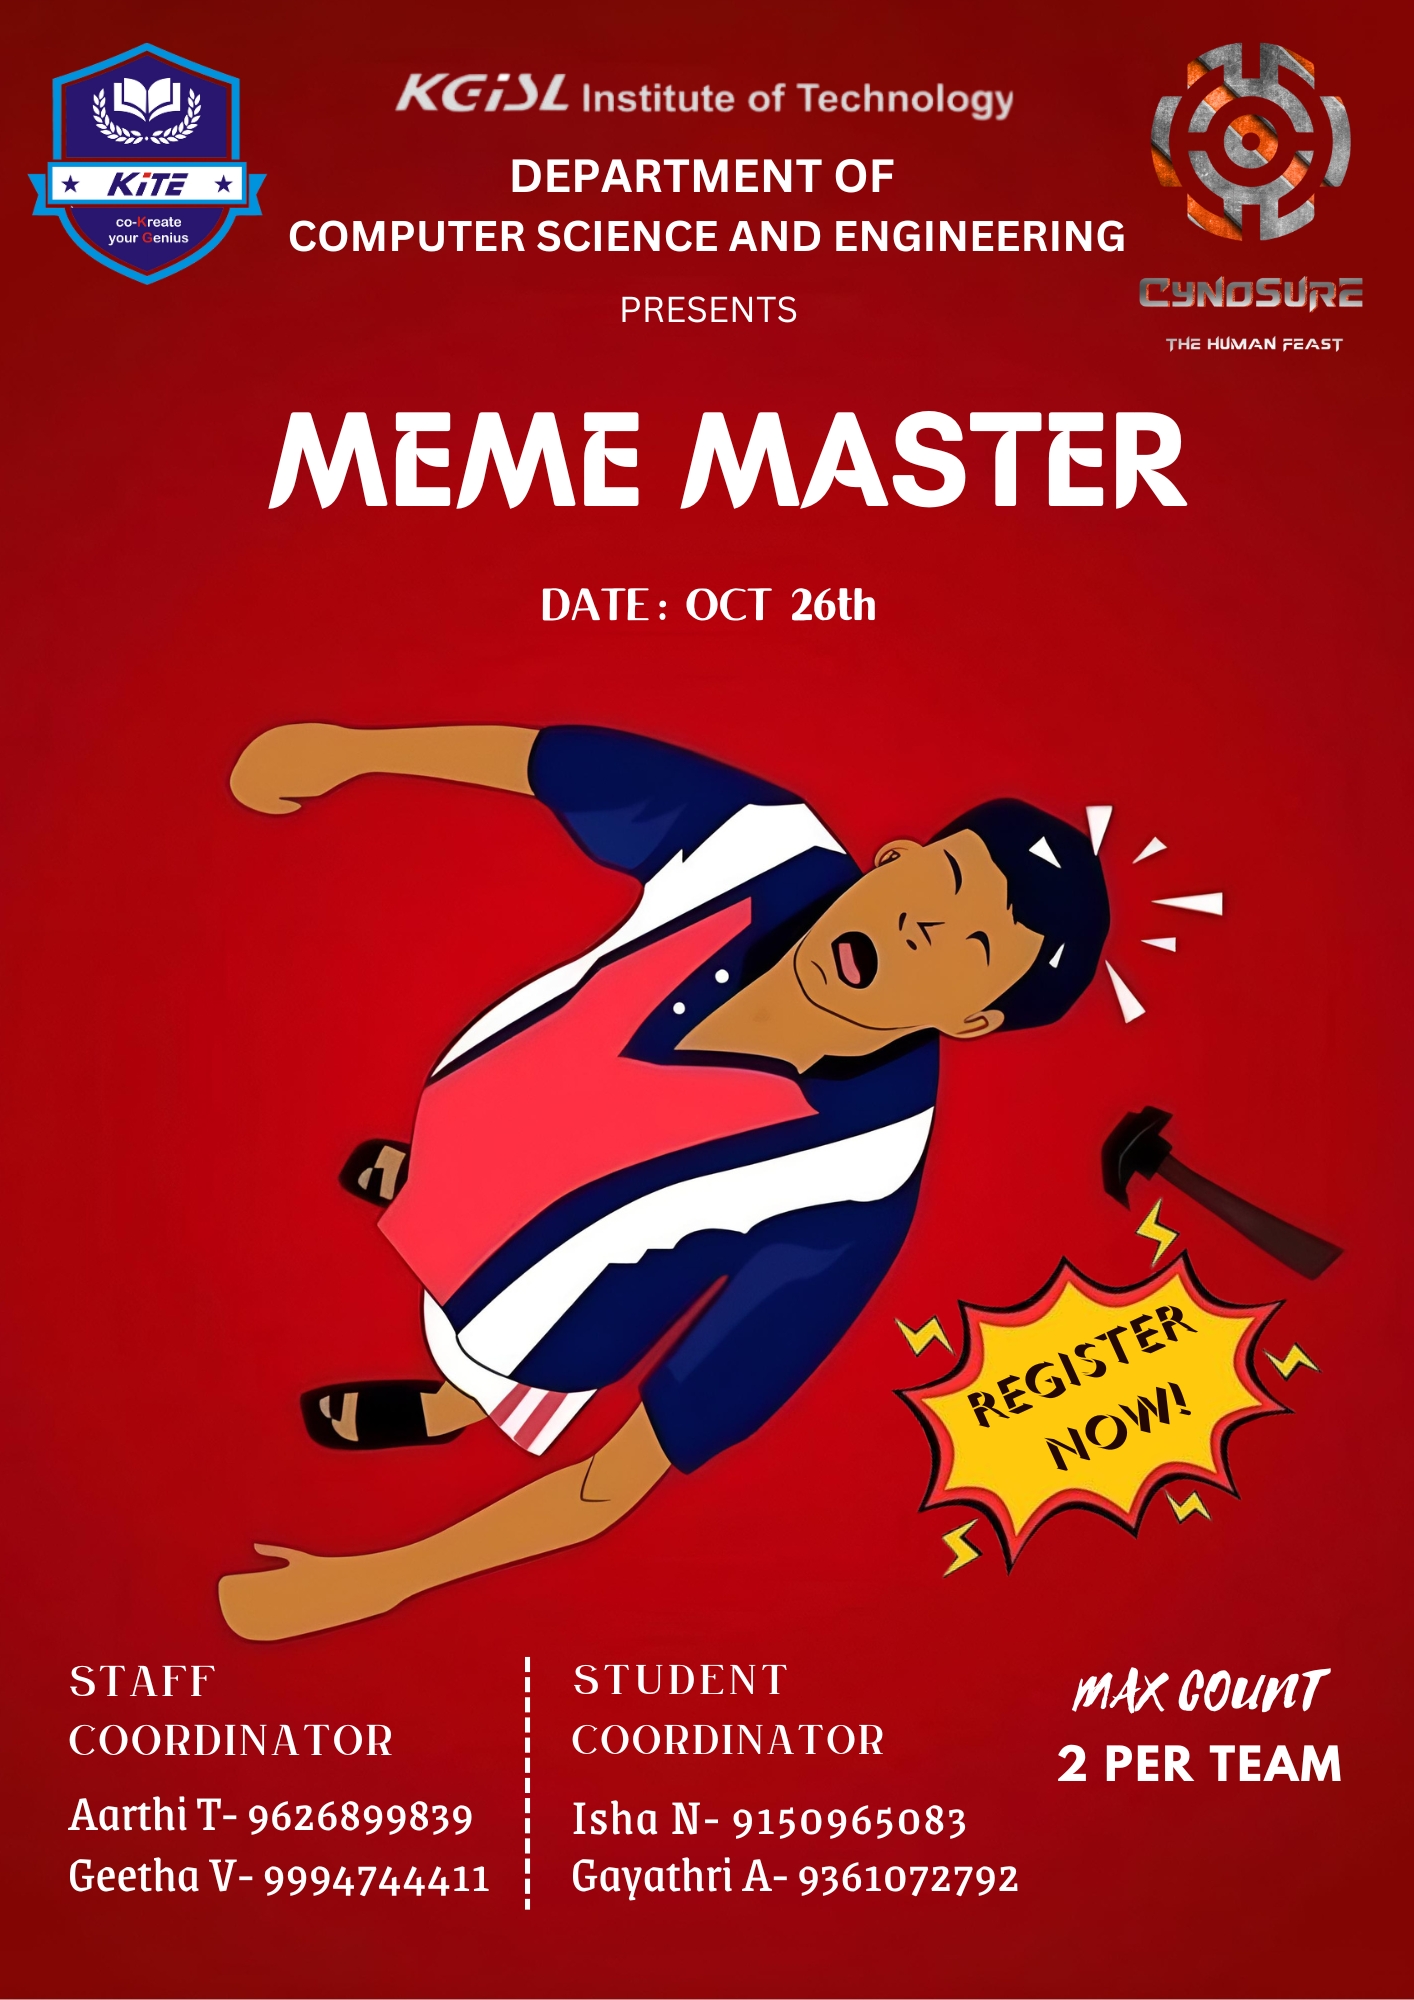 KGiSL Institute of Technology
KiTE
co-Kreate
your Genius
DEPARTMENT OF
COMPUTER SCIENCE AND ENGINEERING
PRESENTS
CYNOSURE
THE HUMAN FEAST
MEME MASTER
DATE: OCT 26th
REGISTER
NOW!
STAFF
COORDINATOR
Aarthi T- 9626899839
Geetha V- 9994744411
STUDENT
COORDINATOR
Isha N- 9150965083
Gayathri A- 9361072792
MAX COUNT
2 PER TEAM